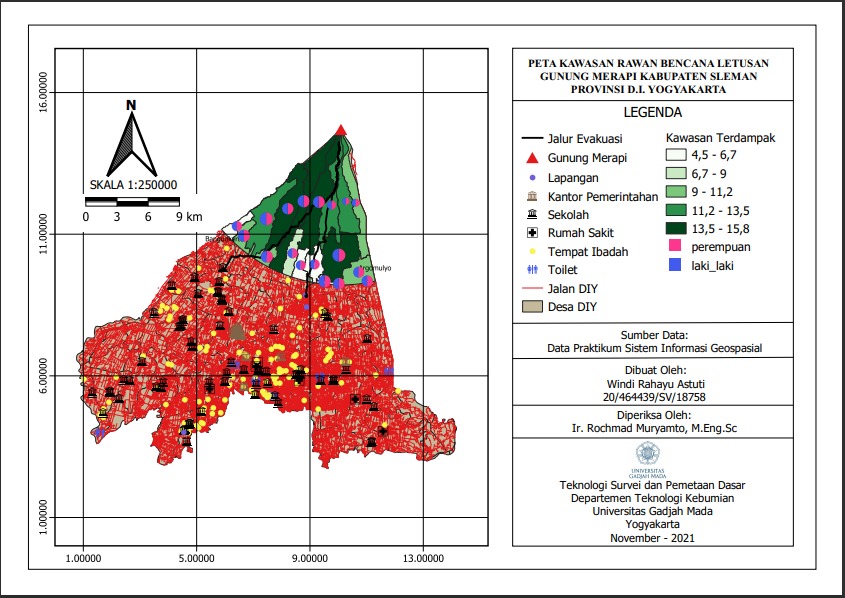 PETA KAWASAN RAWAN BENCANA LETUSAN
GUNUNG MERAPI KABUPATEN SLEMAN
PROVINSI D.I. YOGYAKARTA
LEGENDA
Jalur Evakuasi
Gunung Merapi
Lapangan
Kantor Pemerintahan
Sekolah
Rumah Sakit
Tempat Ibadah
Toilet
Jalan DIY
Desa DIY
Kawasan Terdampak
4,5 - 6,7
6,7 - 9
9 - 11,2
11,2 - 13,5
13,5 - 15,8
perempuan
laki_laki
Sumber Data:
Data Praktikum Sistem Informasi Geospasial
Dibuat Oleh:
Windi Rahayu Astuti
20/464439/SV/18758
Diperiksa Oleh:
Ir. Rochmad Muryamto, M.Eng.Sc
UNIVERSITAS
GADJAH MADA
Teknologi Survei dan Pemetaan Dasar
Departemen Teknologi Kebumian
Universitas Gadjah Mada
Yogyakarta
November - 2021
N
SKALA 1:250000
0 3 6 9 km
16.00000
11.00000
6.00000
1.00000
1.00000 5.00000 9.00000 13.00000